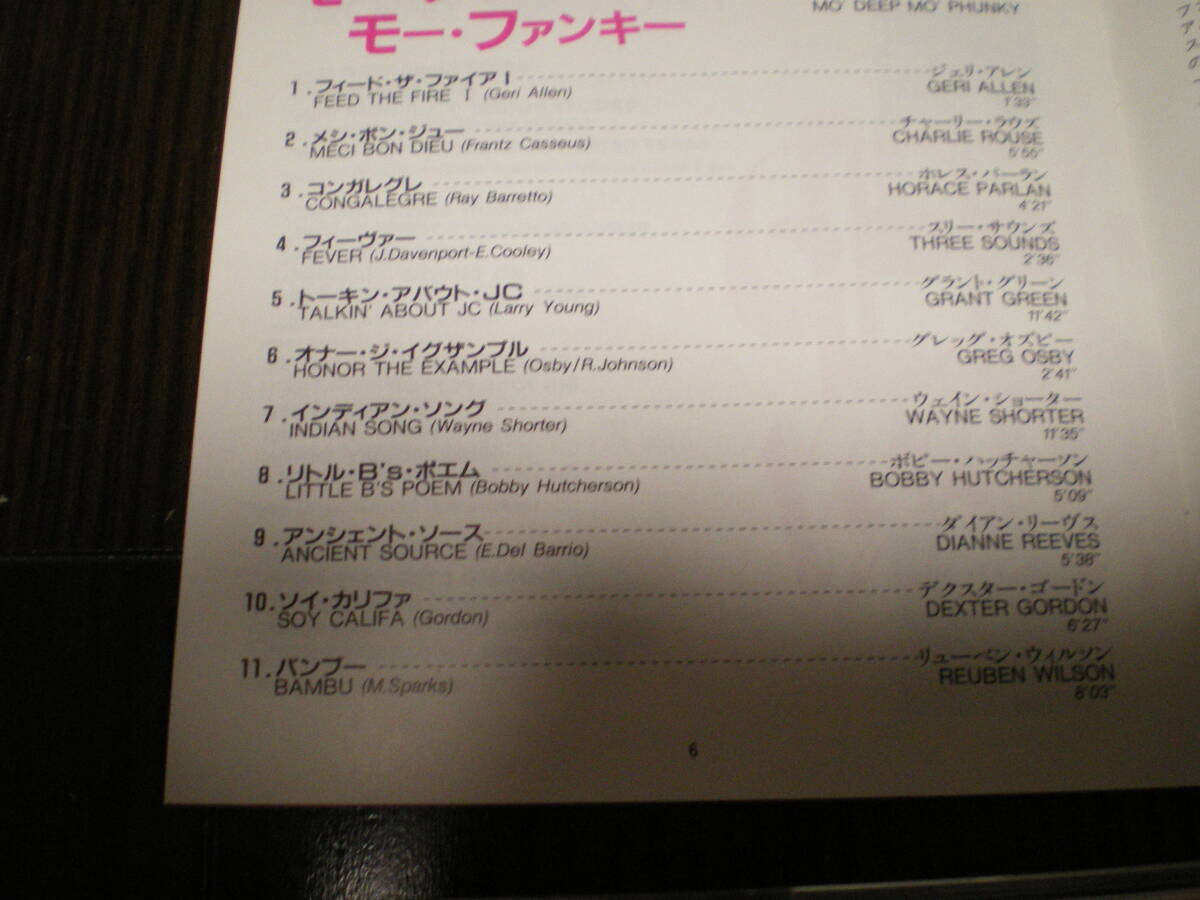 MO' DEEP MO' PHUNKY
モー・ファンキー
1. フィード・ザ・ファイアⅠ ジェリ・アレン
FEED THE FIRE Ⅰ (Geri Allen) GERI ALLEN
1'33"
2. メシ・ボン・ジュー チャーリー・ラウズ
MECI BON DIEU (Frantz Casseus) CHARLIE ROUSE
5'55"
3. コンガレグレ ホレス・パーラン
CONGALEGRE (Ray Barretto) HORACE PARLAN
4'21"
4. フィーヴァー スリー・サウンズ
FEVER (J.Davenport-E.Cooley) THREE SOUNDS
2'36"
5. トーキン・アバウト・JC グラント・グリーン
TALKIN' ABOUT JC (Larry Young) GRANT GREEN
11'42"
6. オナー・ジ・イグザンプル グレッグ・オズビー
HONOR THE EXAMPLE (Osby/R.Johnson) GREG OSBY
2'41"
7. インディアン・ソング ウェイン・ショーター
INDIAN SONG (Wayne Shorter) WAYNE SHORTER
11'35"
8. リトル・B's・ポエム ボビー・ハッチャーソン
LITTLE B'S POEM (Bobby Hutcherson) BOBBY HUTCHERSON
5'09"
9. アンシェント・ソース ダイアン・リーヴス
ANCIENT SOURCE (E.Del Barrio) DIANNE REEVES
5'38"
10. ソイ・カリファ デクスター・ゴードン
SOY CALIFA (Gordon) DEXTER GORDON
6'27"
11. バンブー リューベン・ウィルソン
BAMBU (M.Sparks) REUBEN WILSON
8'03"
6